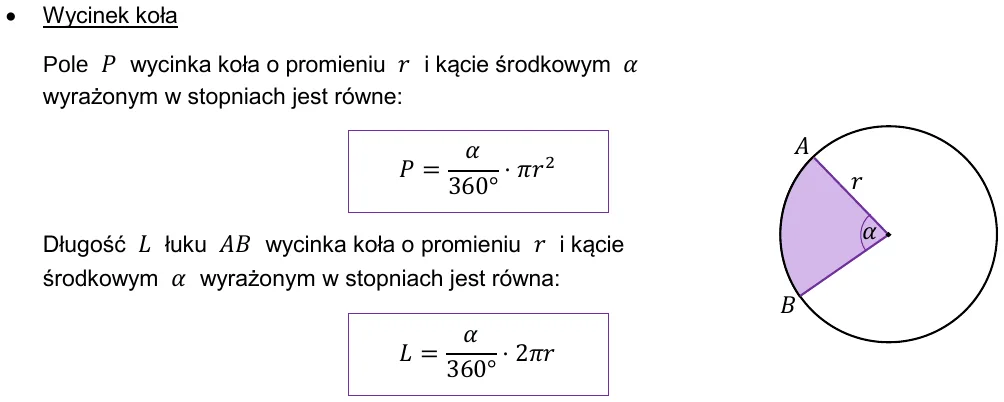 • Wycinek koła
Pole P wycinka koła o promieniu r i kącie środkowym α
wyrażonym w stopniach jest równe:
P = α/360° · πr²
Długość L łuku AB wycinka koła o promieniu r i kącie
środkowym α wyrażonym w stopniach jest równa:
L = α/360° · 2πr
A
r
α
B